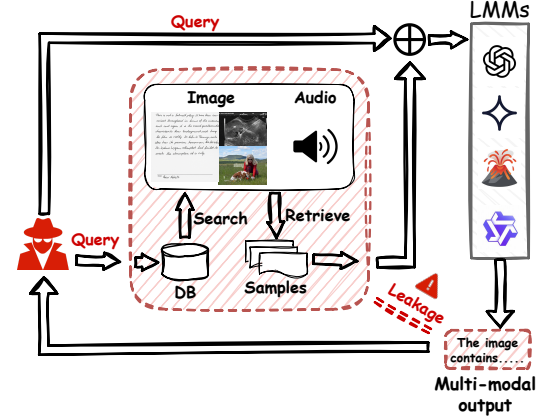 LMMs
Query
Image
Audio
Search
Retrieve
Query
DB
Samples
Leakage
The image
contains.....
Multi-modal
output